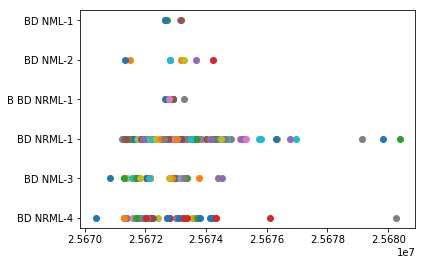 BD NML-1
BD NML-2
B BD NRML-1
BD NRML-1
BD NML-3
BD NRML-4
2.5670 2.5672 2.5674 2.5676 2.5678 2.5680
1e7